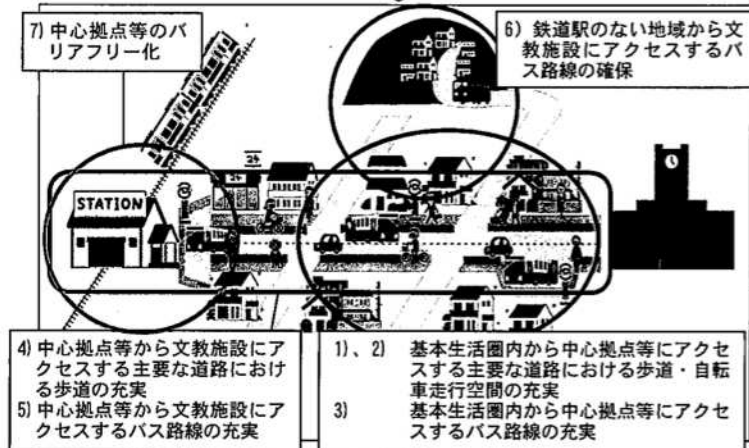 7) 中心拠点等のバ
リアフリー化
6) 鉄道駅のない地域から文
教施設にアクセスするバ
ス路線の確保
STATION
24
24
4) 中心拠点等から文教施設にア
クセスする主要な道路におけ
る歩道の充実
5) 中心拠点等から文教施設にア
クセスするバス路線の充実
1)、2) 基本生活圏内から中心拠点等にアクセ
スする主要な道路における歩道・自転
車走行空間の充実
3) 基本生活圏内から中心拠点等にアクセ
スするバス路線の充実